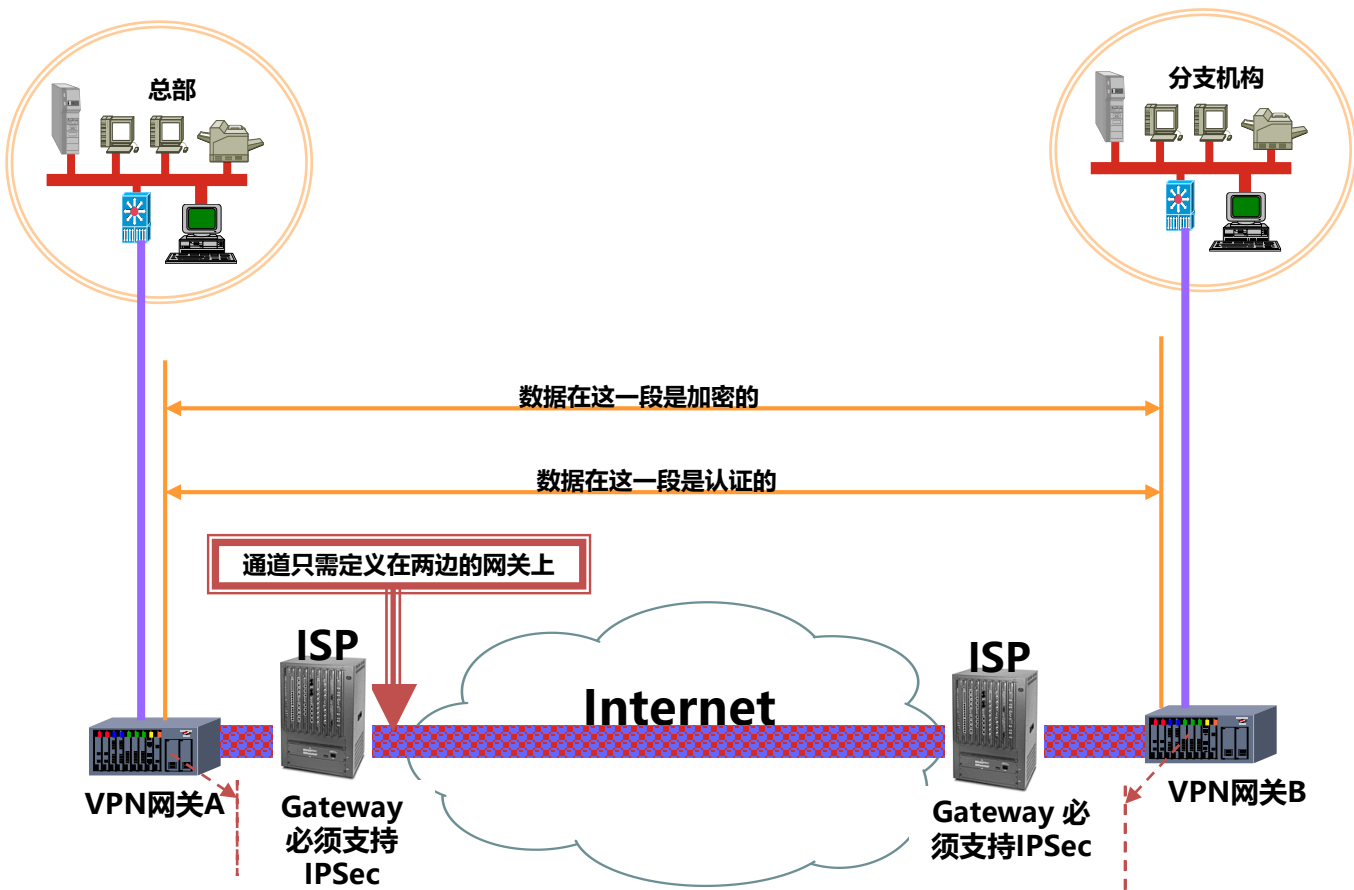 总部
分支机构
数据在这一段是加密的
数据在这一段是认证的
通道只需定义在两边的网关上
ISP
ISP
Internet
VPN网关A
VPN网关B
Gateway
必须支持
IPSec
Gateway 必
须支持IPSec